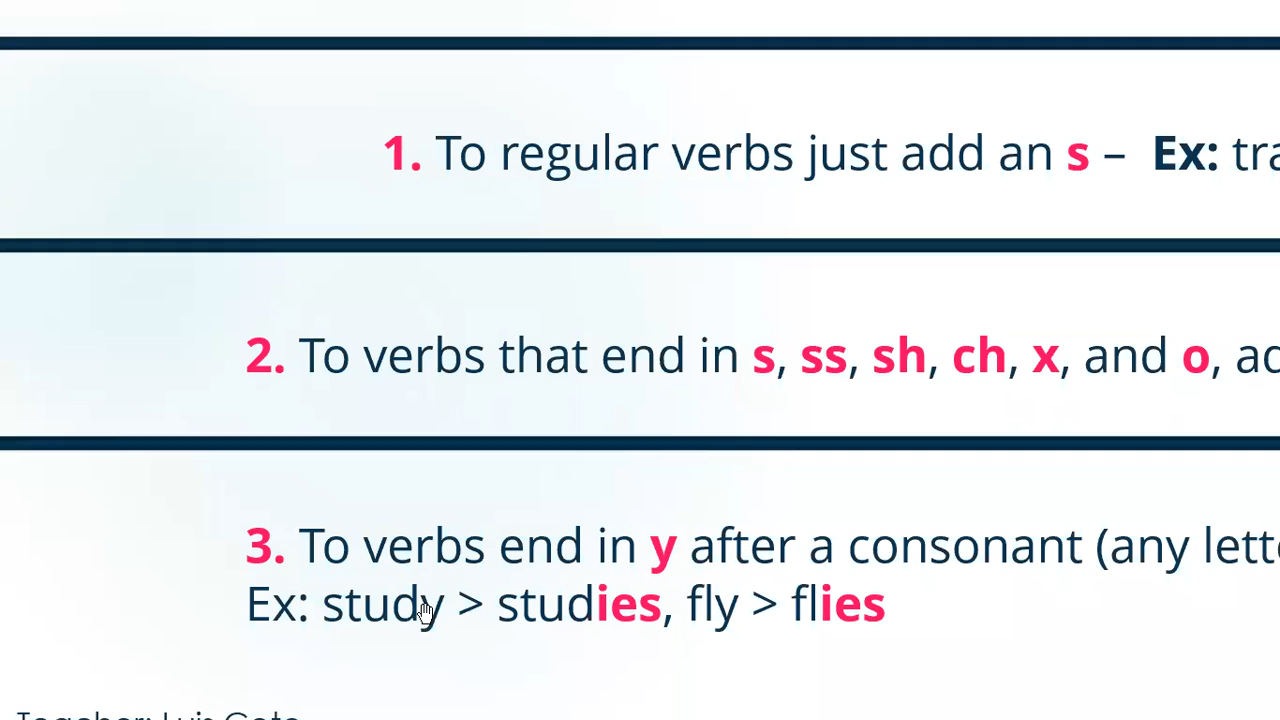 1. To regular verbs just add an s – Ex:
2. To verbs that end in s, ss, sh, ch, x, and o,
3. To verbs end in y after a consonant (any
Ex: study > studies, fly > flies